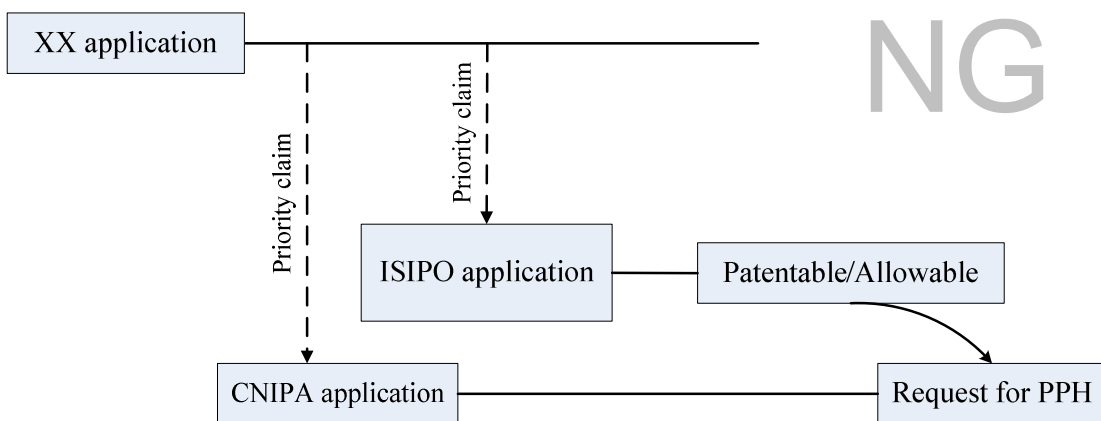 XX application
NG
Priority claim
Priority claim
ISIPO application
Patentable/Allowable
CNIPA application
Request for PPH